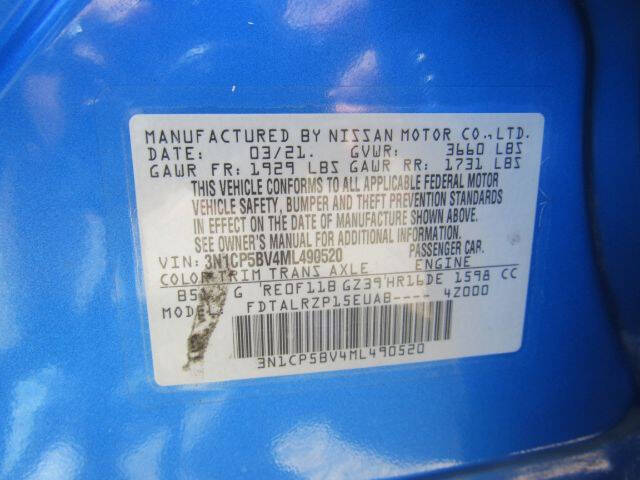 MANUFACTURED BY NISSAN MOTOR CO.,LTD.
DATE: 03/21. GVWR: 3660 LBS
GAWR FR: 1929 LBS GAWR RR: 1731 LBS
THIS VEHICLE CONFORMS TO ALL APPLICABLE FEDERAL MOTOR
VEHICLE SAFETY, BUMPER AND THEFT PREVENTION STANDARDS
IN EFFECT ON THE DATE OF MANUFACTURE SHOWN ABOVE.
SEE OWNER'S MANUAL FOR ADDITIONAL INFORMATION
VIN: 3N1CP5BV4ML490520 PASSENGER CAR.
COLOR TRIM TRANS AXLE ENGINE
G RE0F11B GZ39 HR16DE 1598 CC
MODEL: FDTALRZP15EUAB---- 4Z000
3N1CP5BV4ML490520